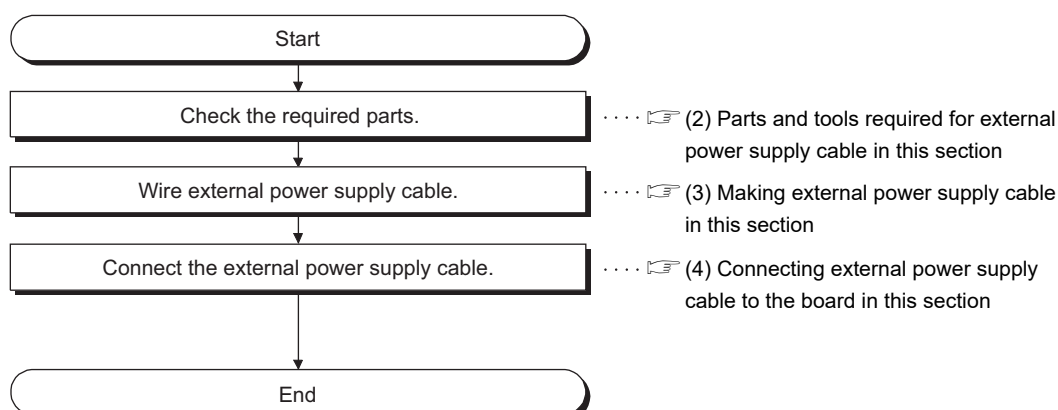 Start
Check the required parts.
(2) Parts and tools required for external
power supply cable in this section
Wire external power supply cable.
(3) Making external power supply cable
in this section
Connect the external power supply cable.
(4) Connecting external power supply
cable to the board in this section
End